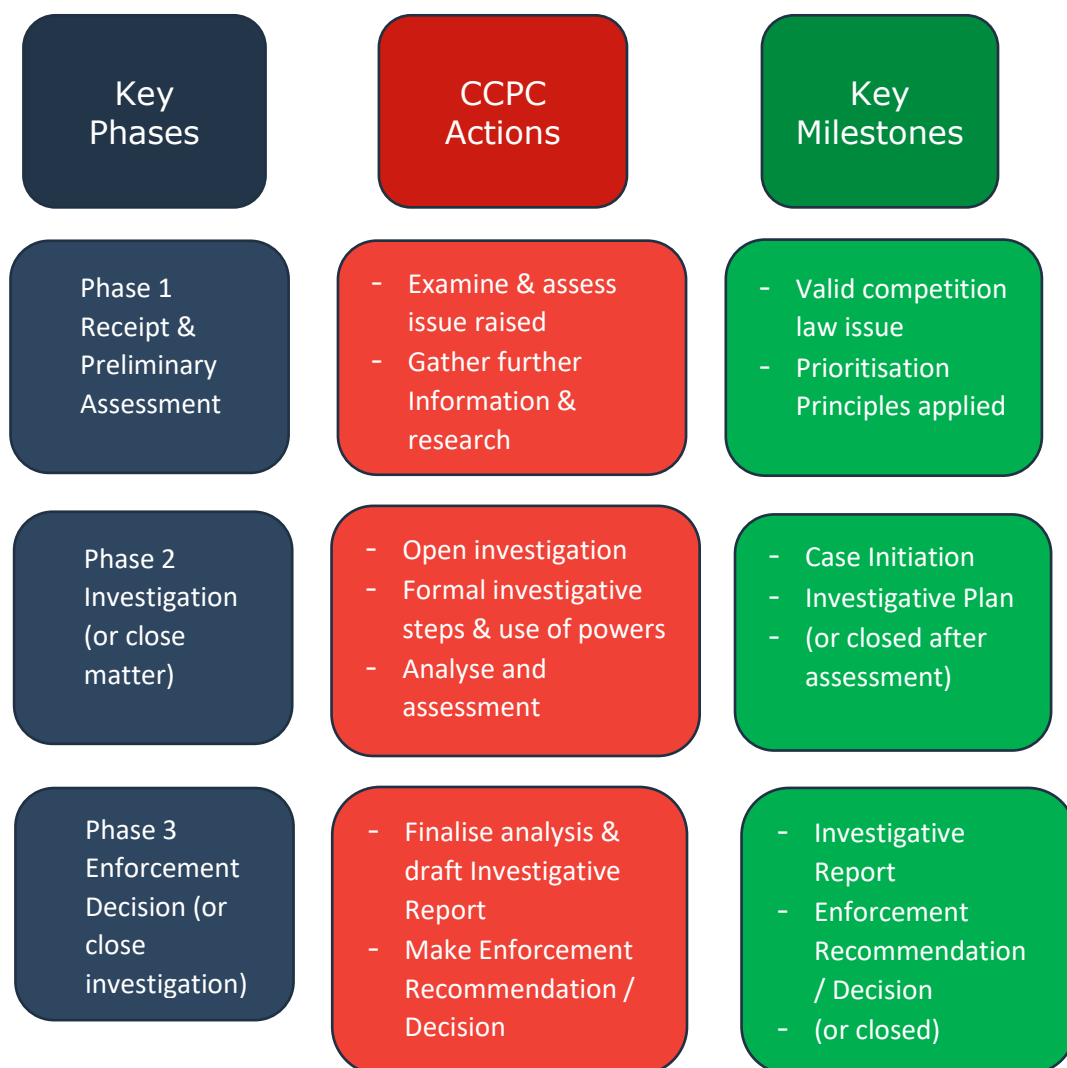 Key
Phases
CCPC
Actions
Key
Milestones
Phase 1
Receipt &
Preliminary
Assessment
- Examine & assess
issue raised
- Gather further
Information &
research
- Valid competition
law issue
- Prioritisation
Principles applied
Phase 2
Investigation
(or close
matter)
- Open investigation
- Formal investigative
steps & use of powers
- Analyse and
assessment
- Case Initiation
- Investigative Plan
- (or closed after
assessment)
Phase 3
Enforcement
Decision (or
close
investigation)
- Finalise analysis &
draft Investigative
Report
- Make Enforcement
Recommendation /
Decision
- Investigative
Report
- Enforcement
Recommendation
/ Decision
- (or closed)